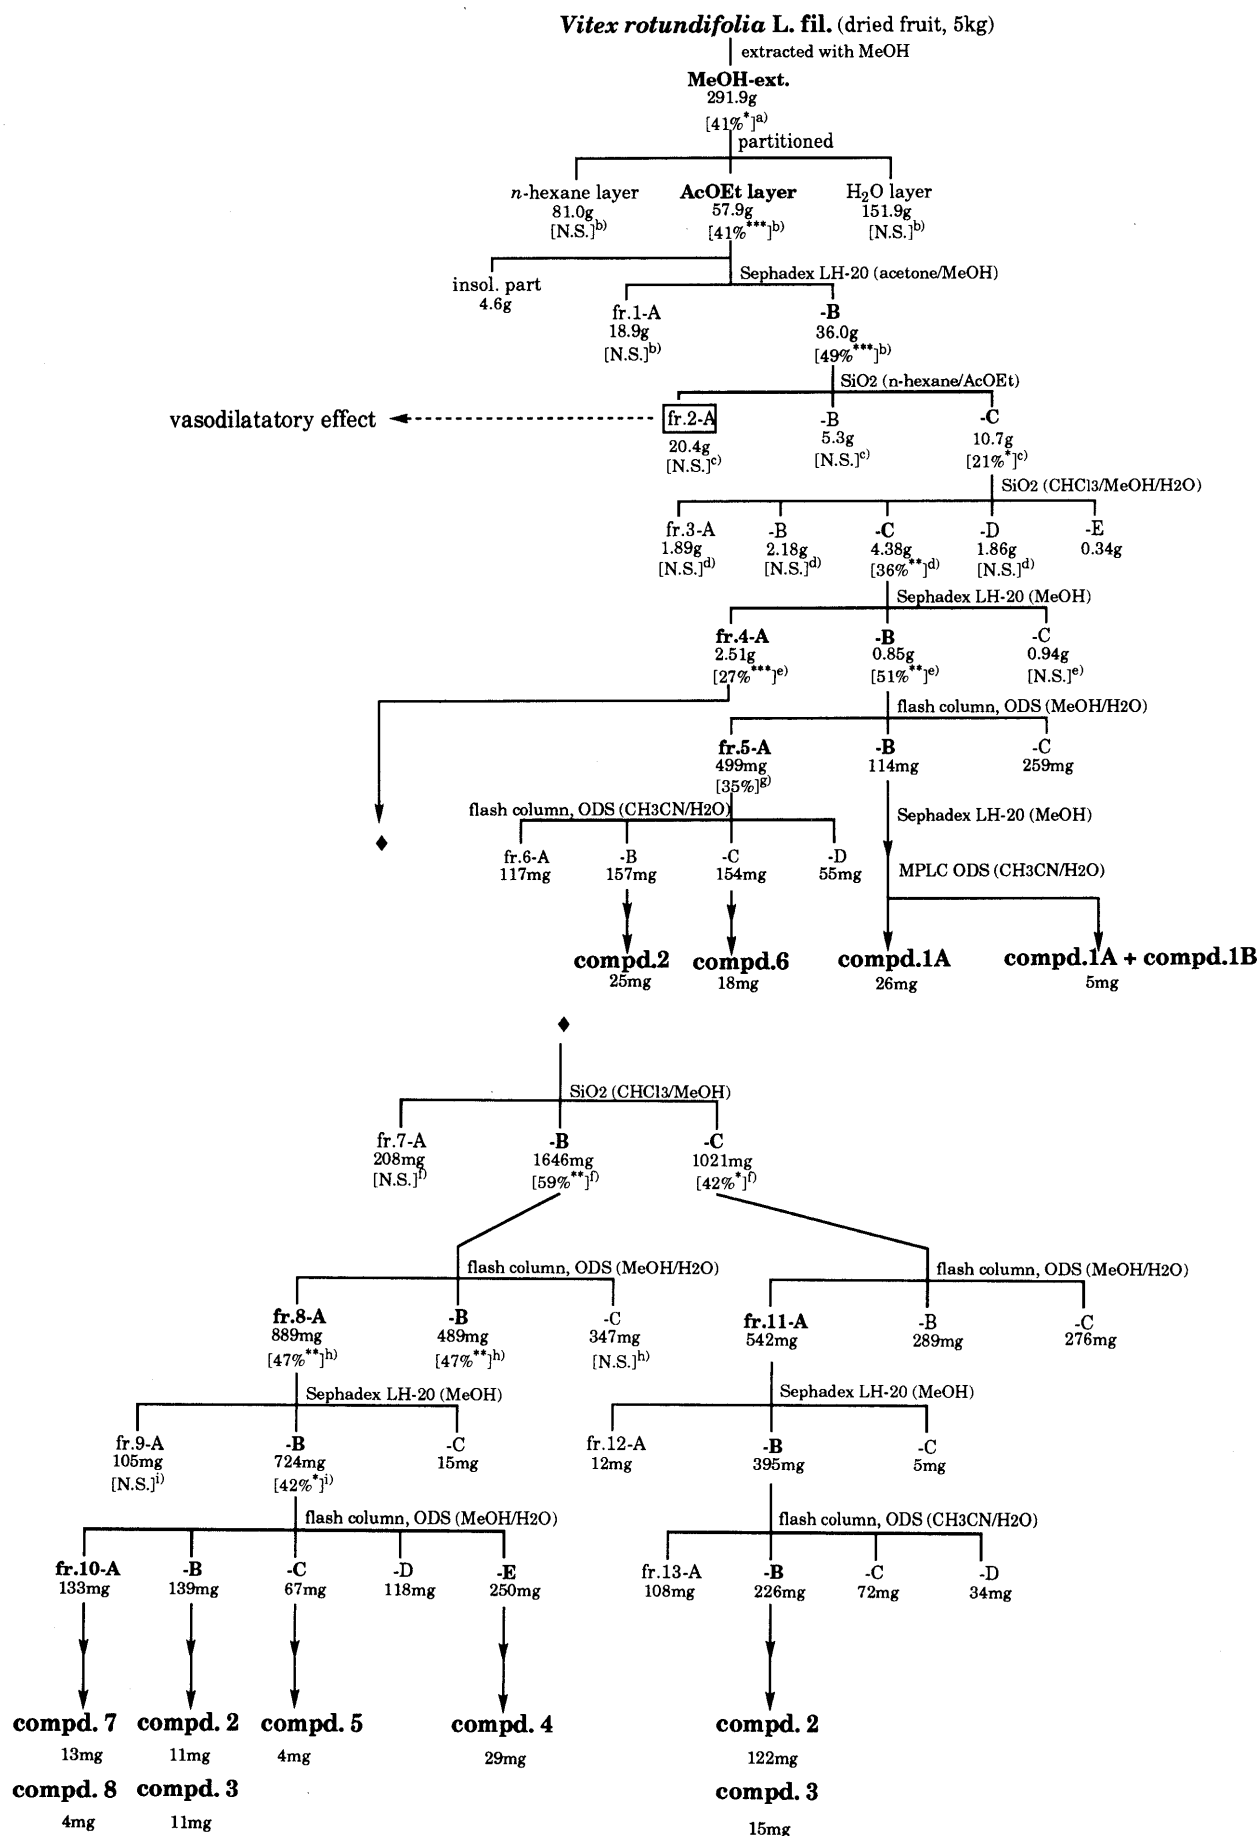 Vitex rotundifolia L. fil. (dried fruit, 5kg)
extracted with MeOH
MeOH-ext.
291.9g
[41%*]a)
partitioned
n-hexane layer AcOEt layer H2O layer
81.0g 57.9g 151.9g
[N.S.]b) [41%***]b) [N.S.]b)
Sephadex LH-20 (acetone/MeOH)
insol. part
4.6g
fr.1-A -B
18.9g 36.0g
[N.S.]b) [49%***]b)
SiO2 (n-hexane/AcOEt)
vasodilatatory effect fr.2-A -B -C
20.4g 5.3g 10.7g
[N.S.]c) [N.S.]c) [21%*]c)
SiO2 (CHCl3/MeOH/H2O)
fr.3-A -B -C -D -E
1.89g 2.18g 4.38g 1.86g 0.34g
[N.S.]d) [N.S.]d) [36%**]d) [N.S.]d)
Sephadex LH-20 (MeOH)
fr.4-A -B -C
2.51g 0.85g 0.94g
[27%***]e) [51%**]e) [N.S.]e)
flash column, ODS (MeOH/H2O)
fr.5-A -B -C
499mg 114mg 259mg
[35%]g)
flash column, ODS (CH3CN/H2O) Sephadex LH-20 (MeOH)
♦
fr.6-A -B -C -D
117mg 157mg 154mg 55mg
MPLC ODS (CH3CN/H2O)
compd.2 compd.6 compd.1A compd.1A + compd.1B
25mg 18mg 26mg 5mg
♦
SiO2 (CHCl3/MeOH)
fr.7-A -B -C
208mg 1646mg 1021mg
[N.S.]f) [59%**]f) [42%*]f)
flash column, ODS (MeOH/H2O) flash column, ODS (MeOH/H2O)
fr.8-A -B -C fr.11-A -B -C
889mg 489mg 347mg 542mg 289mg 276mg
[47%**]h) [47%**]h) [N.S.]h)
Sephadex LH-20 (MeOH) Sephadex LH-20 (MeOH)
fr.9-A -B -C fr.12-A -B -C
105mg 724mg 15mg 12mg 395mg 5mg
[N.S.]i) [42%*]i)
flash column, ODS (MeOH/H2O) flash column, ODS (CH3CN/H2O)
fr.10-A -B -C -D -E fr.13-A -B -C -D
133mg 139mg 67mg 118mg 250mg 108mg 226mg 72mg 34mg
compd. 7 compd. 2 compd. 5 compd. 4 compd. 2
13mg 11mg 4mg 29mg 122mg
compd. 8 compd. 3 compd. 3
4mg 11mg 15mg